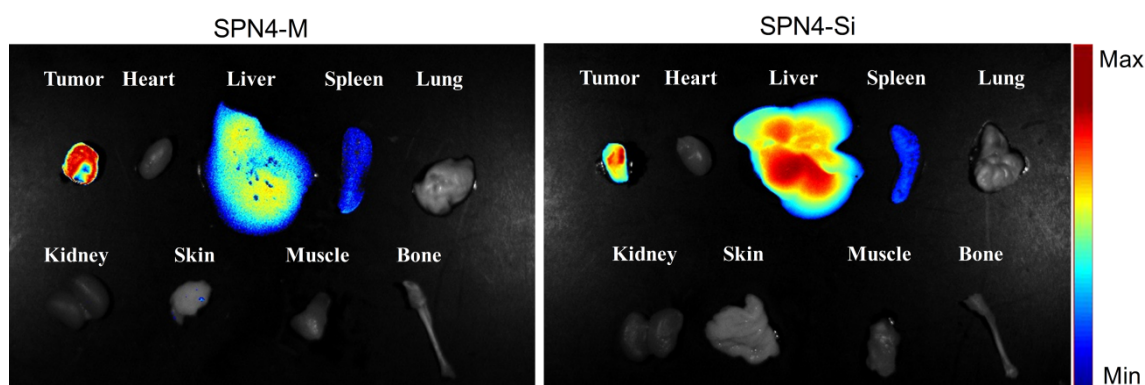 SPN4-M
SPN4-Si
Tumor Heart Liver Spleen Lung
Tumor Heart Liver Spleen Lung
Max
Kidney Skin Muscle Bone
Kidney Skin Muscle Bone
Min